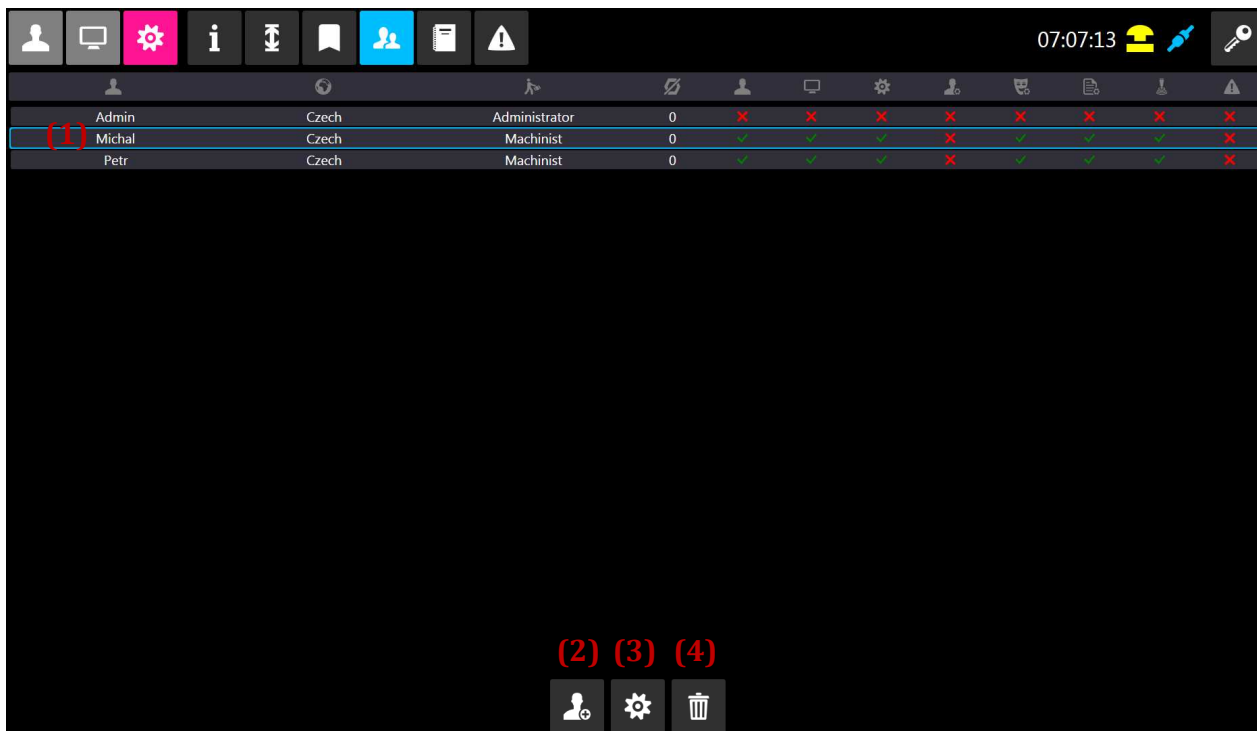 07:07:13
Admin Czech Administrator 0
(1) Michal Czech Machinist 0
Petr Czech Machinist 0
(2) (3) (4)